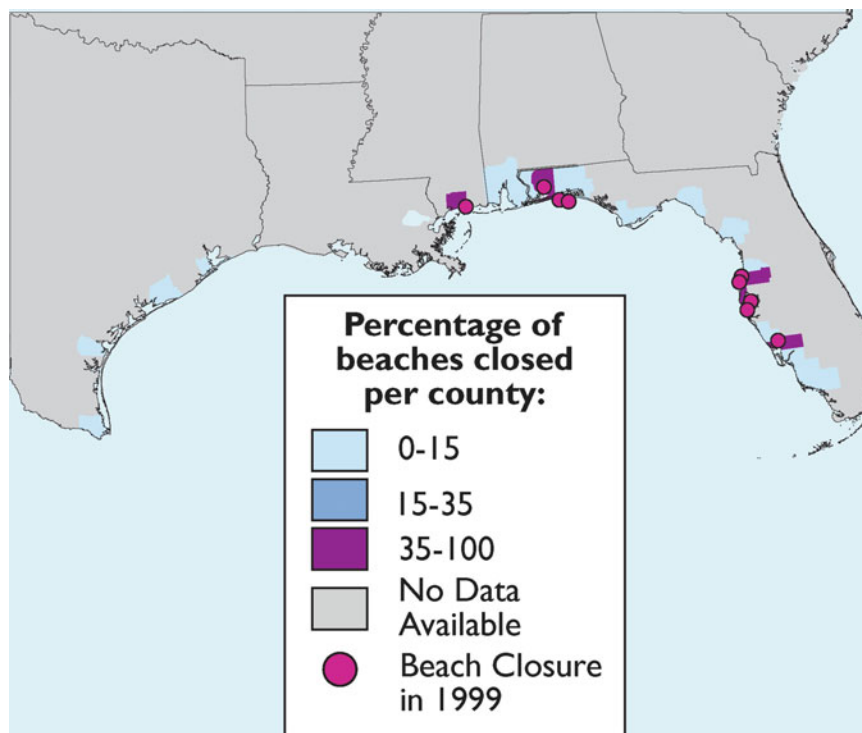 Percentage of
beaches closed
per county:
0-15
15-35
35-100
No Data
Available
Beach Closure
in 1999